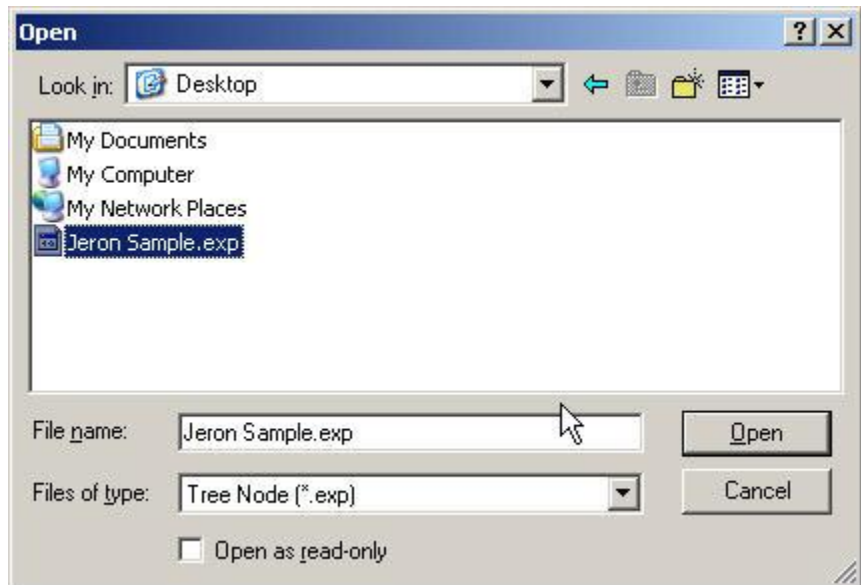 Open
Look in: Desktop
My Documents
My Computer
My Network Places
Jeron Sample.exp
File name: Jeron Sample.exp Open
Files of type: Tree Node (*.exp) Cancel
Open as read-only